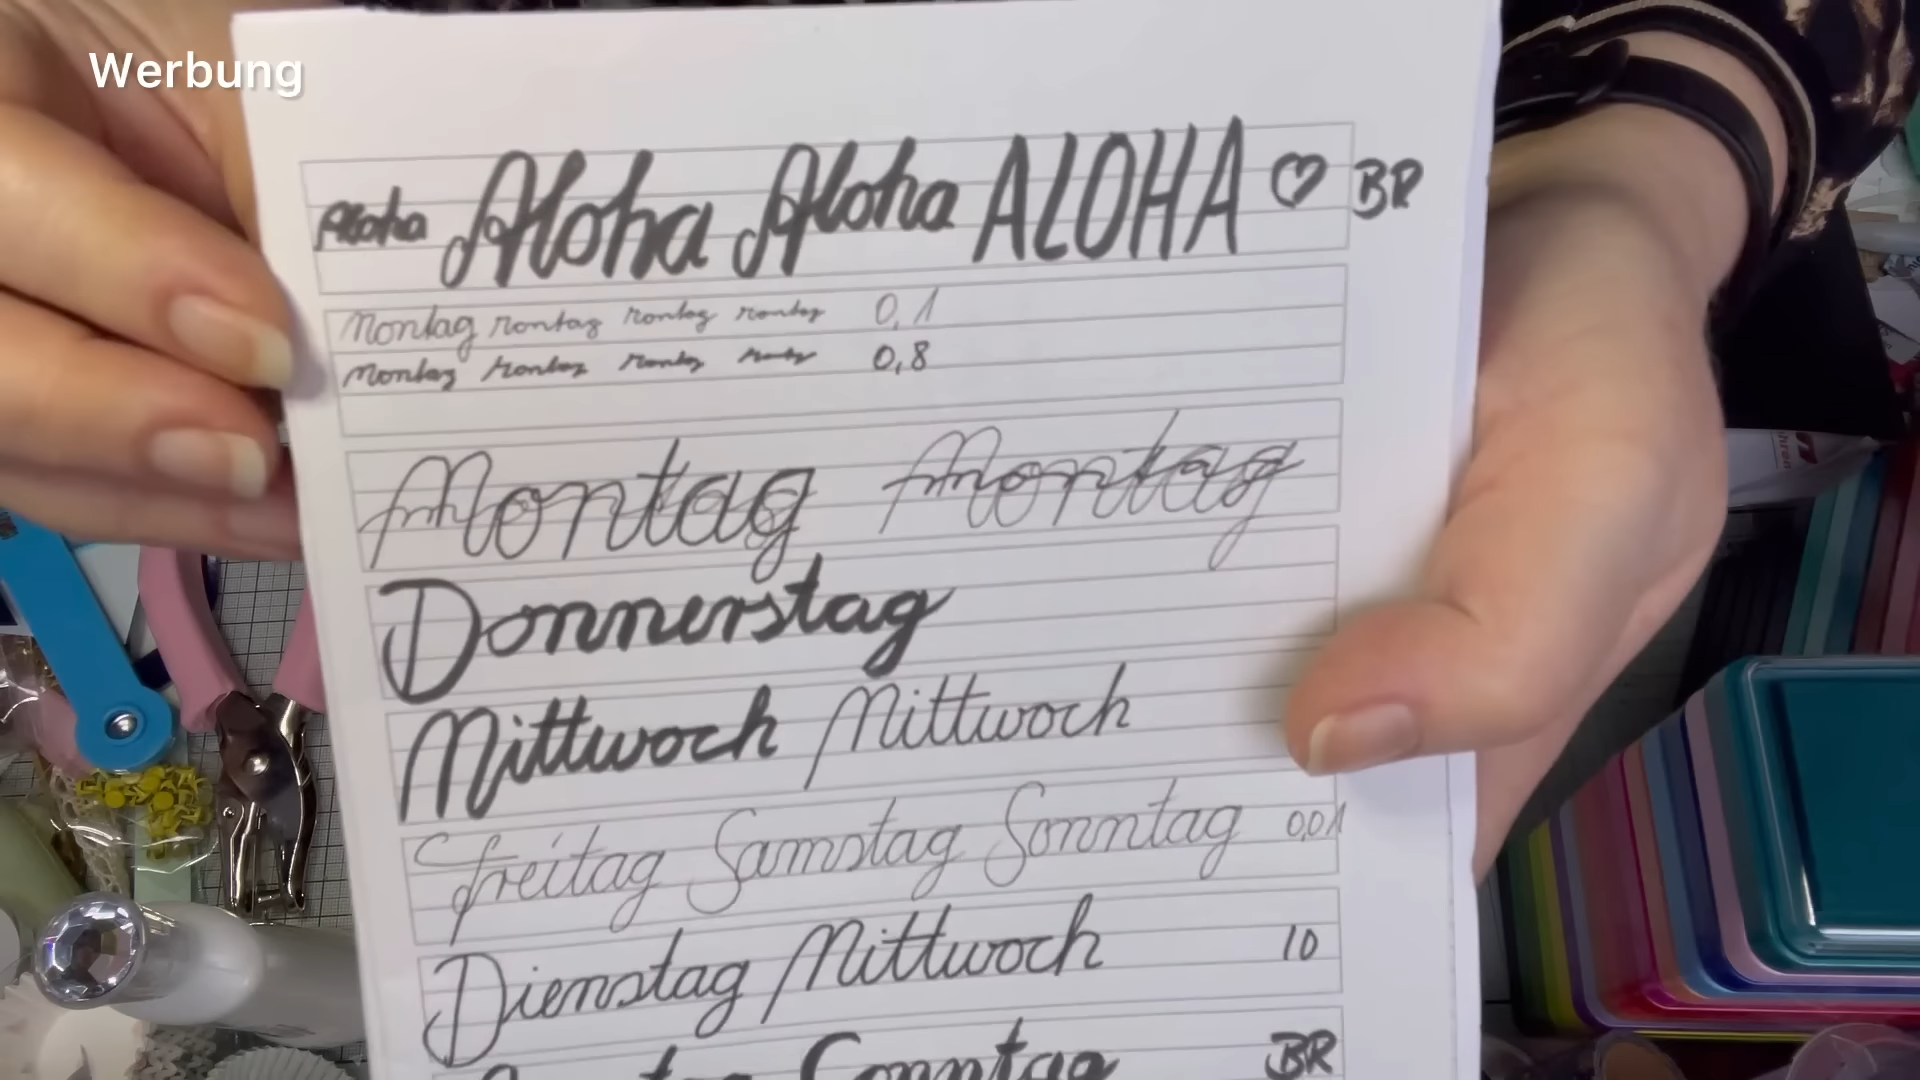 Werbung
Aloha Aloha Aloha ALOHA ♡ BR
Montag Montag Montag Montag 0,1
Montag Montag Montag Montag 0,8
Montag Montag
Donnerstag
Mittwoch Mittwoch
Freitag Samstag Sonntag 0,01
Dienstag Mittwoch 10
Sonntag BR